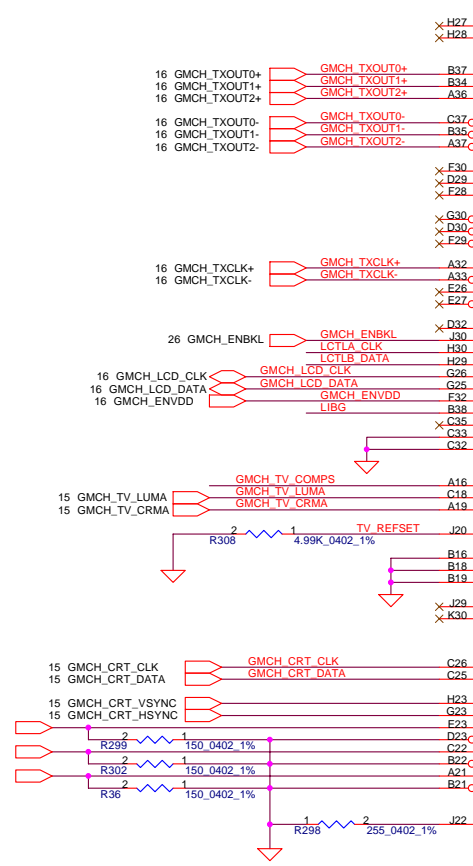 H27
H28
16 GMCH_TXOUT0+ GMCH_TXOUT0+ B37
16 GMCH_TXOUT1+ GMCH_TXOUT1+ B34
16 GMCH_TXOUT2+ GMCH_TXOUT2+ A36
16 GMCH_TXOUT0- GMCH_TXOUT0- C37
16 GMCH_TXOUT1- GMCH_TXOUT1- B35
16 GMCH_TXOUT2- GMCH_TXOUT2- A37
F30
D29
F28
G30
D30
F29
16 GMCH_TXCLK+ GMCH_TXCLK+ A32
16 GMCH_TXCLK- GMCH_TXCLK- A33
E26
E27
D32
26 GMCH_ENBKL GMCH_ENBKL J30
LCTLA_CLK H30
LCTLB_DATA H29
16 GMCH_LCD_CLK GMCH_LCD_CLK G26
16 GMCH_LCD_DATA GMCH_LCD_DATA G25
16 GMCH_ENVDD GMCH_ENVDD F32
LIBG B38
C35
C33
C32
GMCH_TV_COMPS A16
15 GMCH_TV_LUMA GMCH_TV_LUMA C18
15 GMCH_TV_CRMA GMCH_TV_CRMA A19
2 1 TV_REFSET J20
R308 4.99K_0402_1%
B16
B18
B19
J29
K30
15 GMCH_CRT_CLK GMCH_CRT_CLK C26
15 GMCH_CRT_DATA GMCH_CRT_DATA C25
15 GMCH_CRT_VSYNC H23
15 GMCH_CRT_HSYNC G23
E23
2 1 D23
R299 150_0402_1% C22
2 1 B22
R302 150_0402_1% A21
2 1 B21
R36 150_0402_1%
1 2 J22
R298 255_0402_1%